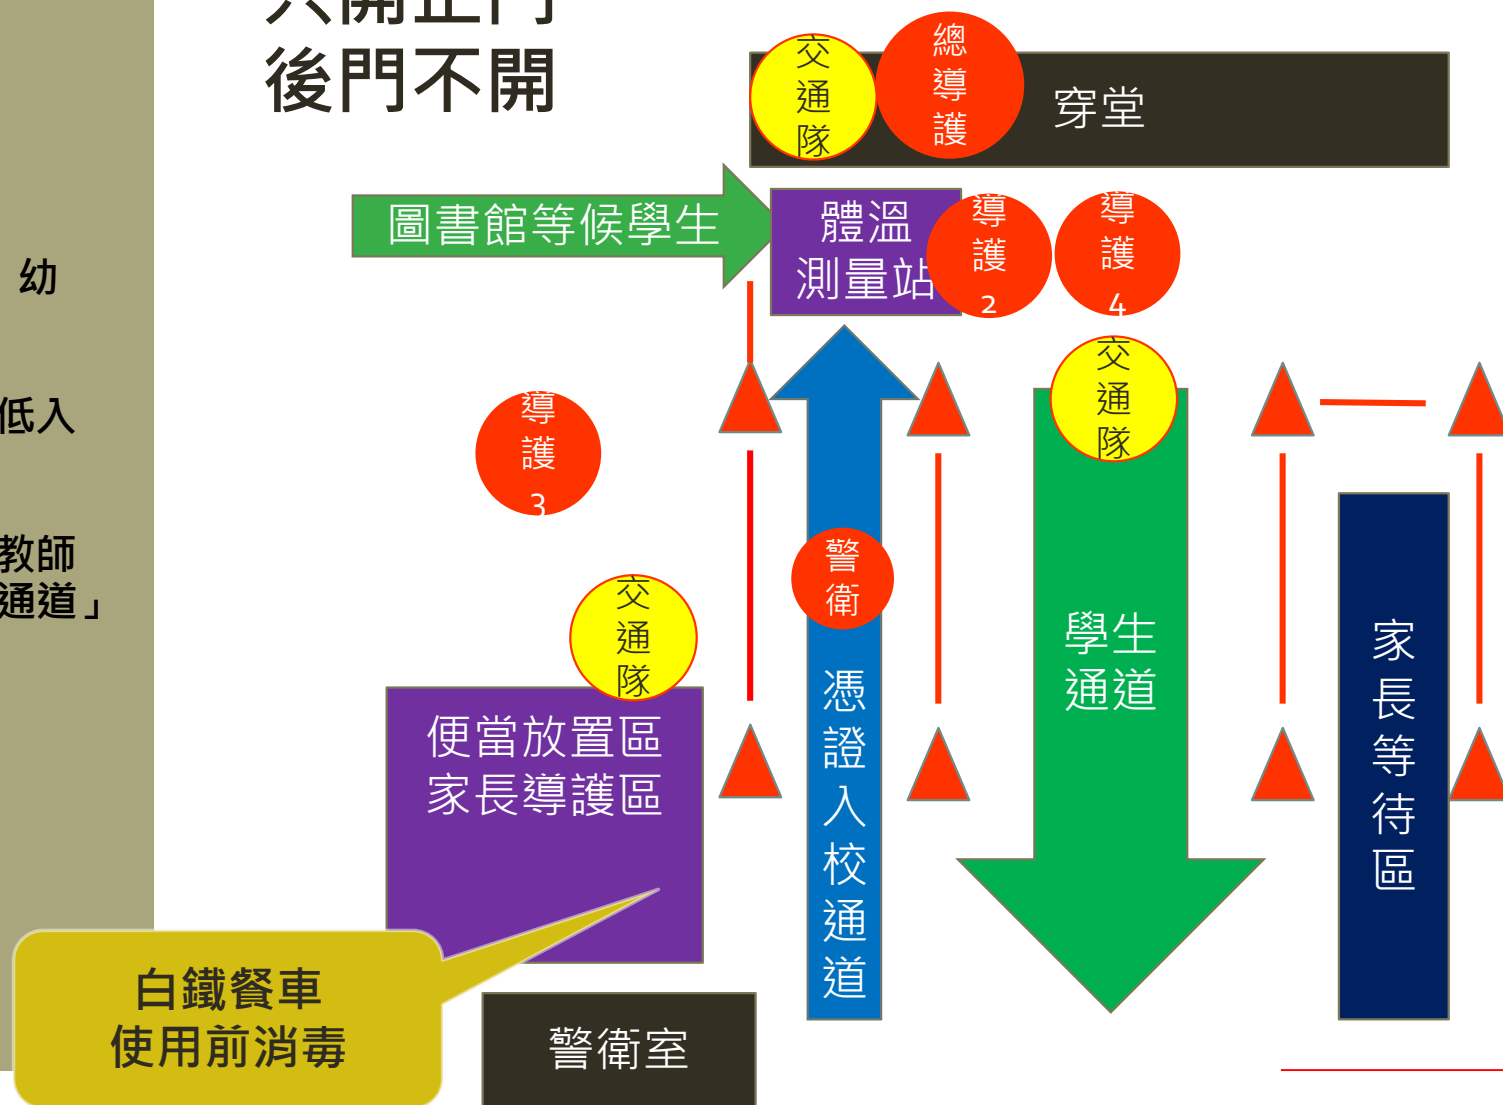 只開正門
後門不開
幼
低入
教師
通道」
交通隊
總導護
穿堂
圖書館等候學生
體溫
測量站
導護2
導護4
交通隊
導護3
警衛
交通隊
便當放置區
家長導護區
憑證入校通道
學生
通道
家長等待區
白鐵餐車
使用前消毒
警衛室